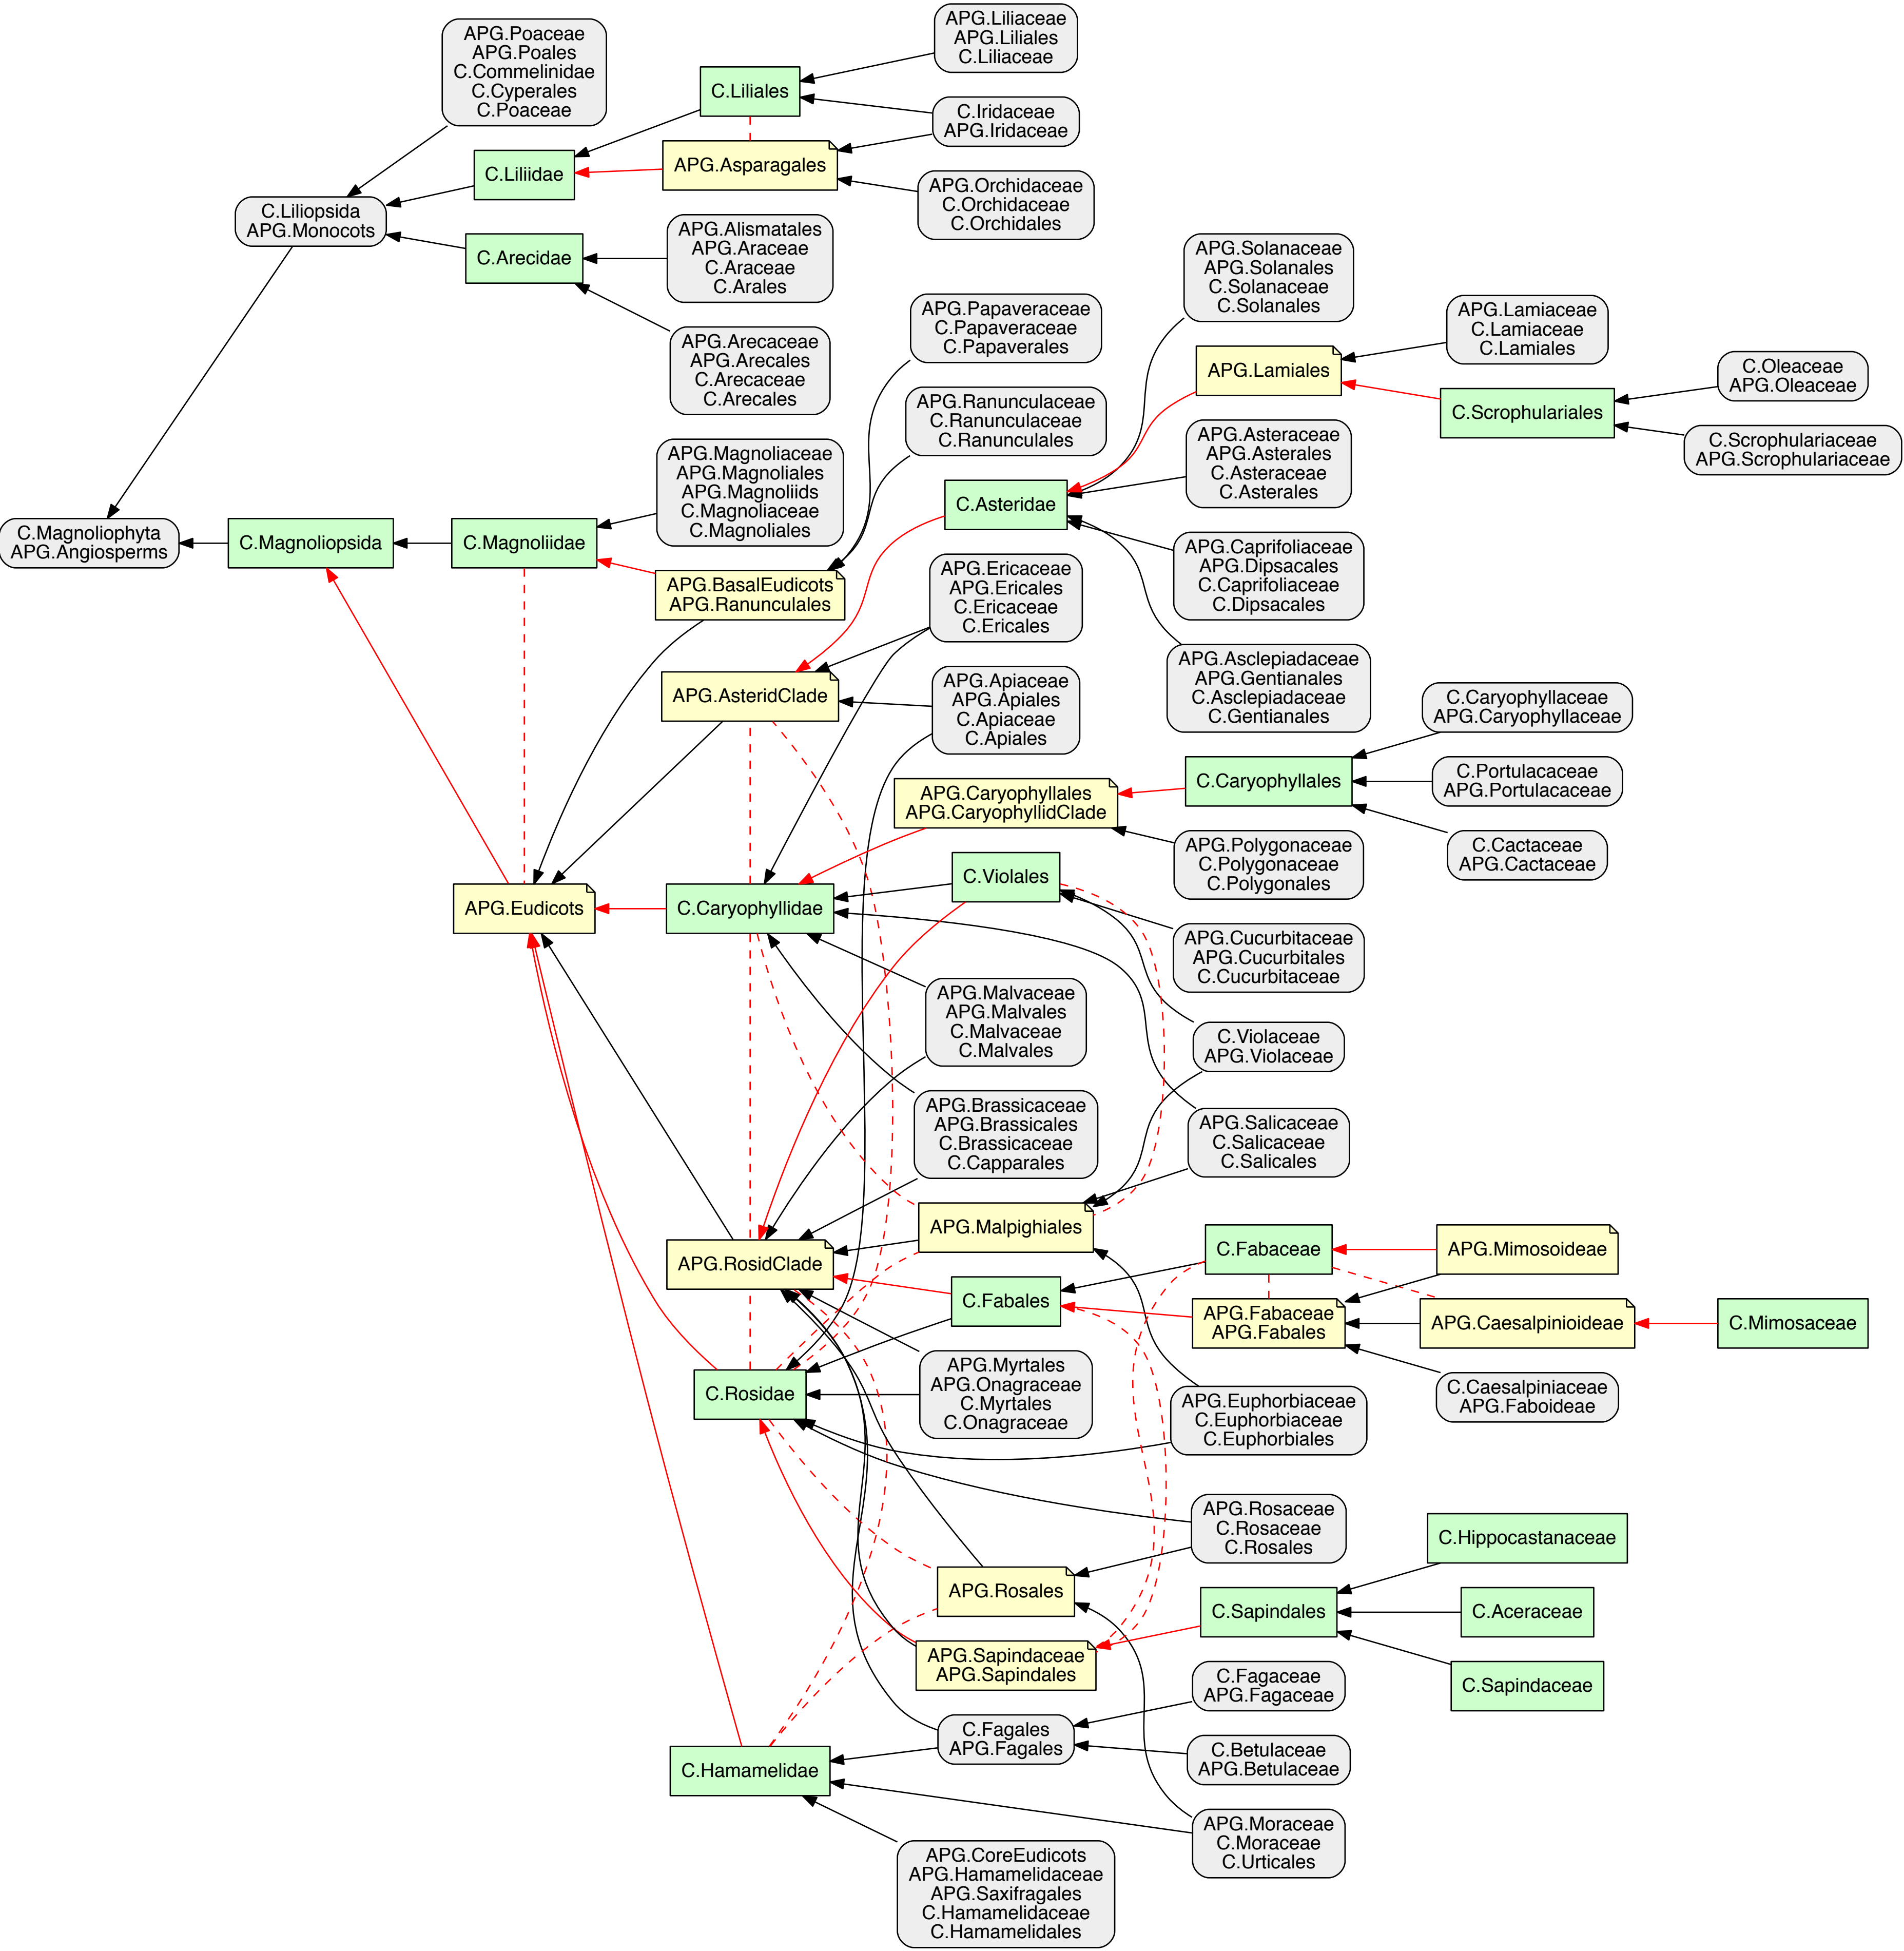 APG.Poaceae
APG.Poales
C.Commelinidae
C.Cyperales
C.Poaceae
C.Liliales
APG.Liliaceae
APG.Liliales
C.Liliaceae
C.Iridaceae
APG.Iridaceae
C.Liliidae
APG.Asparagales
APG.Orchidaceae
C.Orchidaceae
C.Orchidales
C.Liliopsida
APG.Monocots
C.Arecidae
APG.Alismatales
APG.Araceae
C.Araceae
C.Arales
APG.Arecaceae
APG.Arecales
C.Arecaceae
C.Arecales
APG.Papaveraceae
C.Papaveraceae
C.Papaverales
APG.Solanaceae
APG.Solanales
C.Solanaceae
C.Solanales
APG.Lamiaceae
C.Lamiaceae
C.Lamiales
APG.Lamiales
C.Oleaceae
APG.Oleaceae
C.Scrophulariales
C.Scrophulariaceae
APG.Scrophulariaceae
APG.Ranunculaceae
C.Ranunculaceae
C.Ranunculales
APG.Asteraceae
APG.Asterales
C.Asteraceae
C.Asterales
APG.Magnoliaceae
APG.Magnoliales
APG.Magnoliids
C.Magnoliaceae
C.Magnoliales
C.Asteridae
C.Magnoliophyta
APG.Angiosperms
C.Magnoliopsida
C.Magnoliidae
APG.BasalEudicots
APG.Ranunculales
APG.Ericaceae
APG.Ericales
C.Ericaceae
C.Ericales
APG.Caprifoliaceae
APG.Dipsacales
C.Caprifoliaceae
C.Dipsacales
APG.AsteridClade
APG.Apiaceae
APG.Apiales
C.Apiaceae
C.Apiales
APG.Asclepiadaceae
APG.Gentianales
C.Asclepiadaceae
C.Gentianales
C.Caryophyllaceae
APG.Caryophyllaceae
APG.Caryophyllales
APG.CaryophyllidClade
C.Caryophyllales
C.Portulacaceae
APG.Portulacaceae
APG.Polygonaceae
C.Polygonaceae
C.Polygonales
C.Cactaceae
APG.Cactaceae
APG.Eudicots
C.Caryophyllidae
C.Violales
APG.Cucurbitaceae
APG.Cucurbitales
C.Cucurbitaceae
APG.Malvaceae
APG.Malvales
C.Malvaceae
C.Malvales
C.Violaceae
APG.Violaceae
APG.Brassicaceae
APG.Brassicales
C.Brassicaceae
C.Capparales
APG.Salicaceae
C.Salicaceae
C.Salicales
APG.RosidClade
APG.Malpighiales
C.Fabaceae
APG.Mimosoideae
C.Fabales
APG.Fabaceae
APG.Fabales
APG.Caesalpinioideae
C.Mimosaceae
C.Rosidae
APG.Myrtales
APG.Onagraceae
C.Myrtales
C.Onagraceae
C.Caesalpiniaceae
APG.Faboideae
APG.Euphorbiaceae
C.Euphorbiaceae
C.Euphorbiales
APG.Rosaceae
C.Rosaceae
C.Rosales
C.Hippocastanaceae
APG.Rosales
C.Sapindales
C.Aceraceae
APG.Sapindaceae
APG.Sapindales
C.Sapindaceae
C.Fagaceae
APG.Fagaceae
C.Hamamelidae
C.Fagales
APG.Fagales
C.Betulaceae
APG.Betulaceae
APG.Moraceae
C.Moraceae
C.Urticales
APG.CoreEudicots
APG.Hamamelidaceae
APG.Saxifragales
C.Hamamelidaceae
C.Hamamelidales